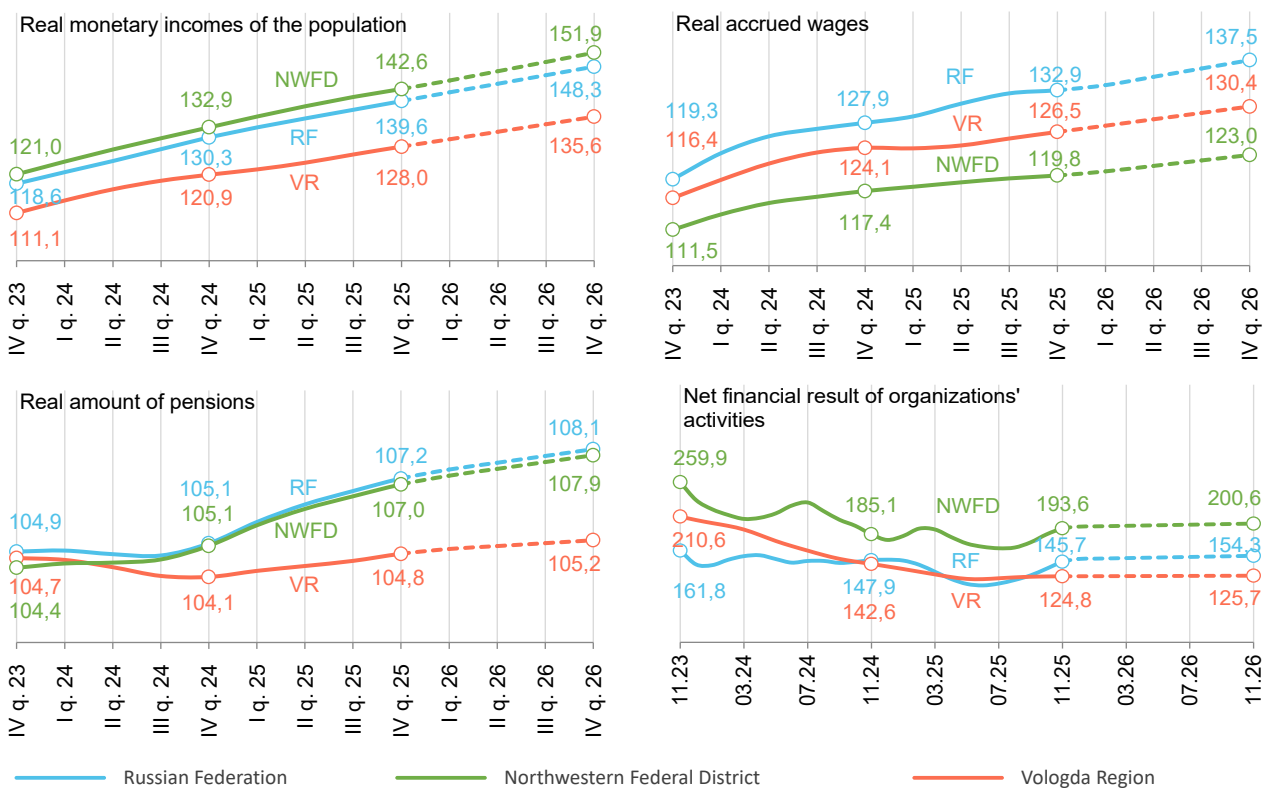 Real monetary incomes of the population
121,0
118,6
111,1
132,9
130,3
120,9
NWFD
RF
VR
142,6
139,6
128,0
151,9
148,3
135,6
IV q. 23
I q. 24
II q. 24
III q. 24
IV q. 24
I q. 25
II q. 25
III q. 25
IV q. 25
I q. 26
II q. 26
III q. 26
IV q. 26
Real accrued wages
119,3
116,4
111,5
127,9
124,1
117,4
RF
VR
NWFD
132,9
126,5
119,8
137,5
130,4
123,0
IV q. 23
I q. 24
II q. 24
III q. 24
IV q. 24
I q. 25
II q. 25
III q. 25
IV q. 25
I q. 26
II q. 26
III q. 26
IV q. 26
Real amount of pensions
104,9
104,7
104,4
105,1
105,1
104,1
RF
NWFD
VR
107,2
107,0
104,8
108,1
107,9
105,2
IV q. 23
I q. 24
II q. 24
III q. 24
IV q. 24
I q. 25
II q. 25
III q. 25
IV q. 25
I q. 26
II q. 26
III q. 26
IV q. 26
Net financial result of organizations'
activities
259,9
210,6
161,8
185,1
147,9
142,6
NWFD
RF
VR
193,6
145,7
124,8
200,6
154,3
125,7
11.23
03.24
07.24
11.24
03.25
07.25
11.25
03.26
07.26
11.26
Russian Federation
Northwestern Federal District
Vologda Region